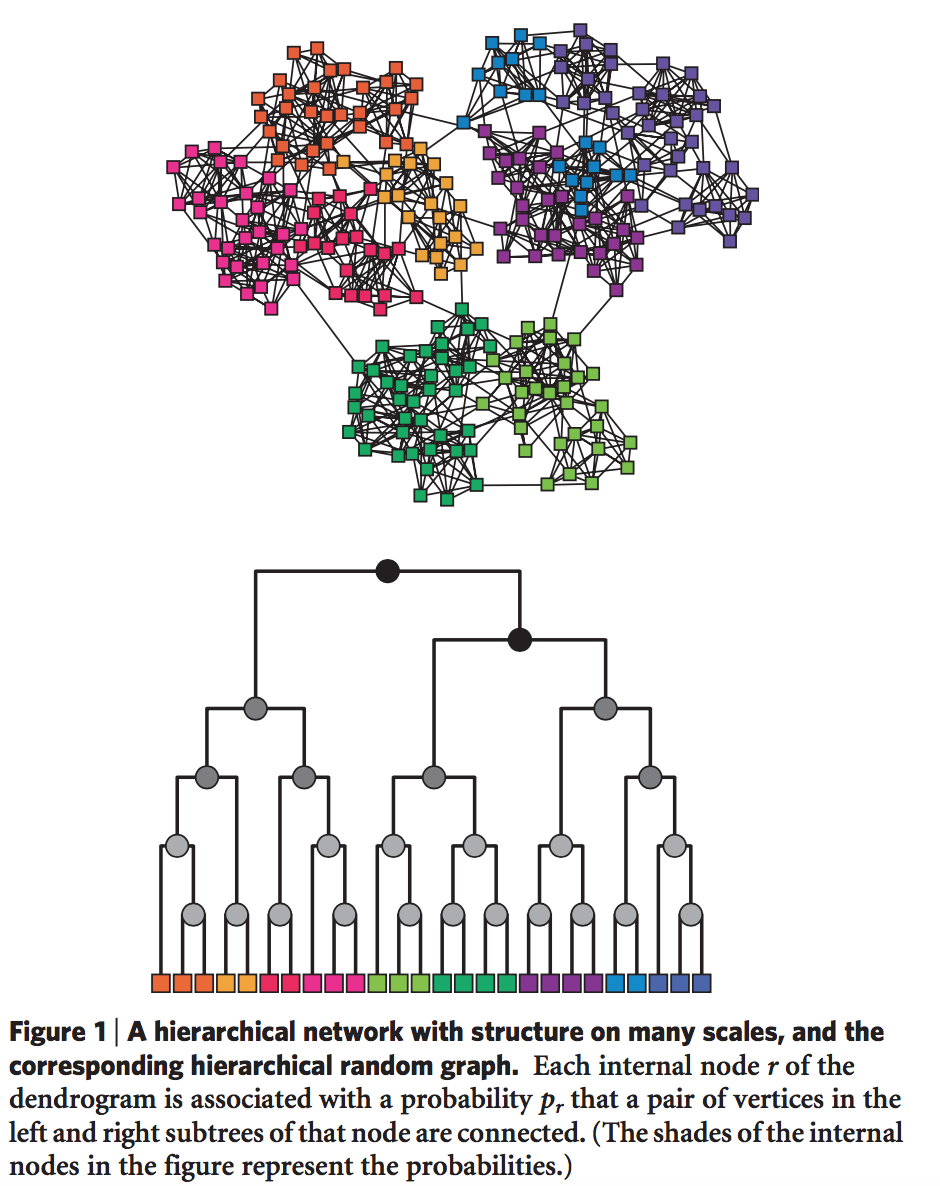 Figure 1 | A hierarchical network with structure on many scales, and the
corresponding hierarchical random graph. Each internal node r of the
dendrogram is associated with a probability pr that a pair of vertices in the
left and right subtrees of that node are connected. (The shades of the internal
nodes in the figure represent the probabilities.)